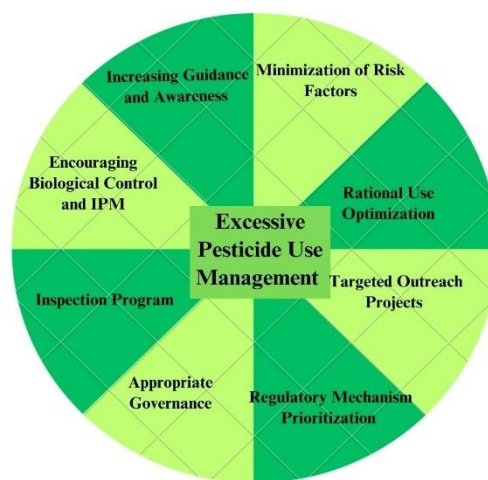 Increasing Guidance
and Awareness
Minimization of Risk
Factors
Encouraging
Biological Control
and IPM
Rational Use
Optimization
Excessive
Pesticide Use
Management
Inspection Program
Targeted Outreach
Projects
Appropriate
Governance
Regulatory Mechanism
Prioritization